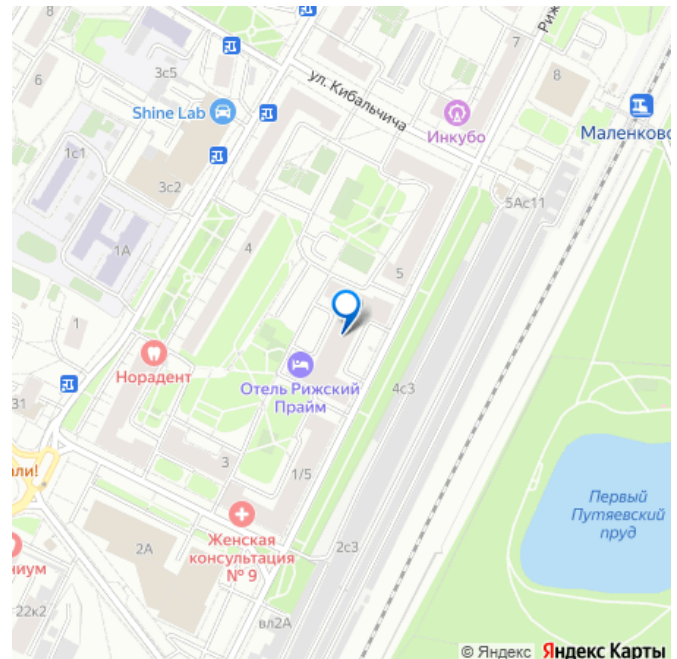 6
3с5
ул. Кибальчича
7
Риж
8
Shine Lab
Инкубо
Маленковс
1с1
3с2
5Ас11
1А
4
5
1
Норадент
Отель Рижский
Прайм
4с3
31
али!
3
1/5
Первый
Путяевский
пруд
Женская
консультация
№ 9
2А
2с3
ниум
22к2
вл2А
© Яндекс Яндекс Карты